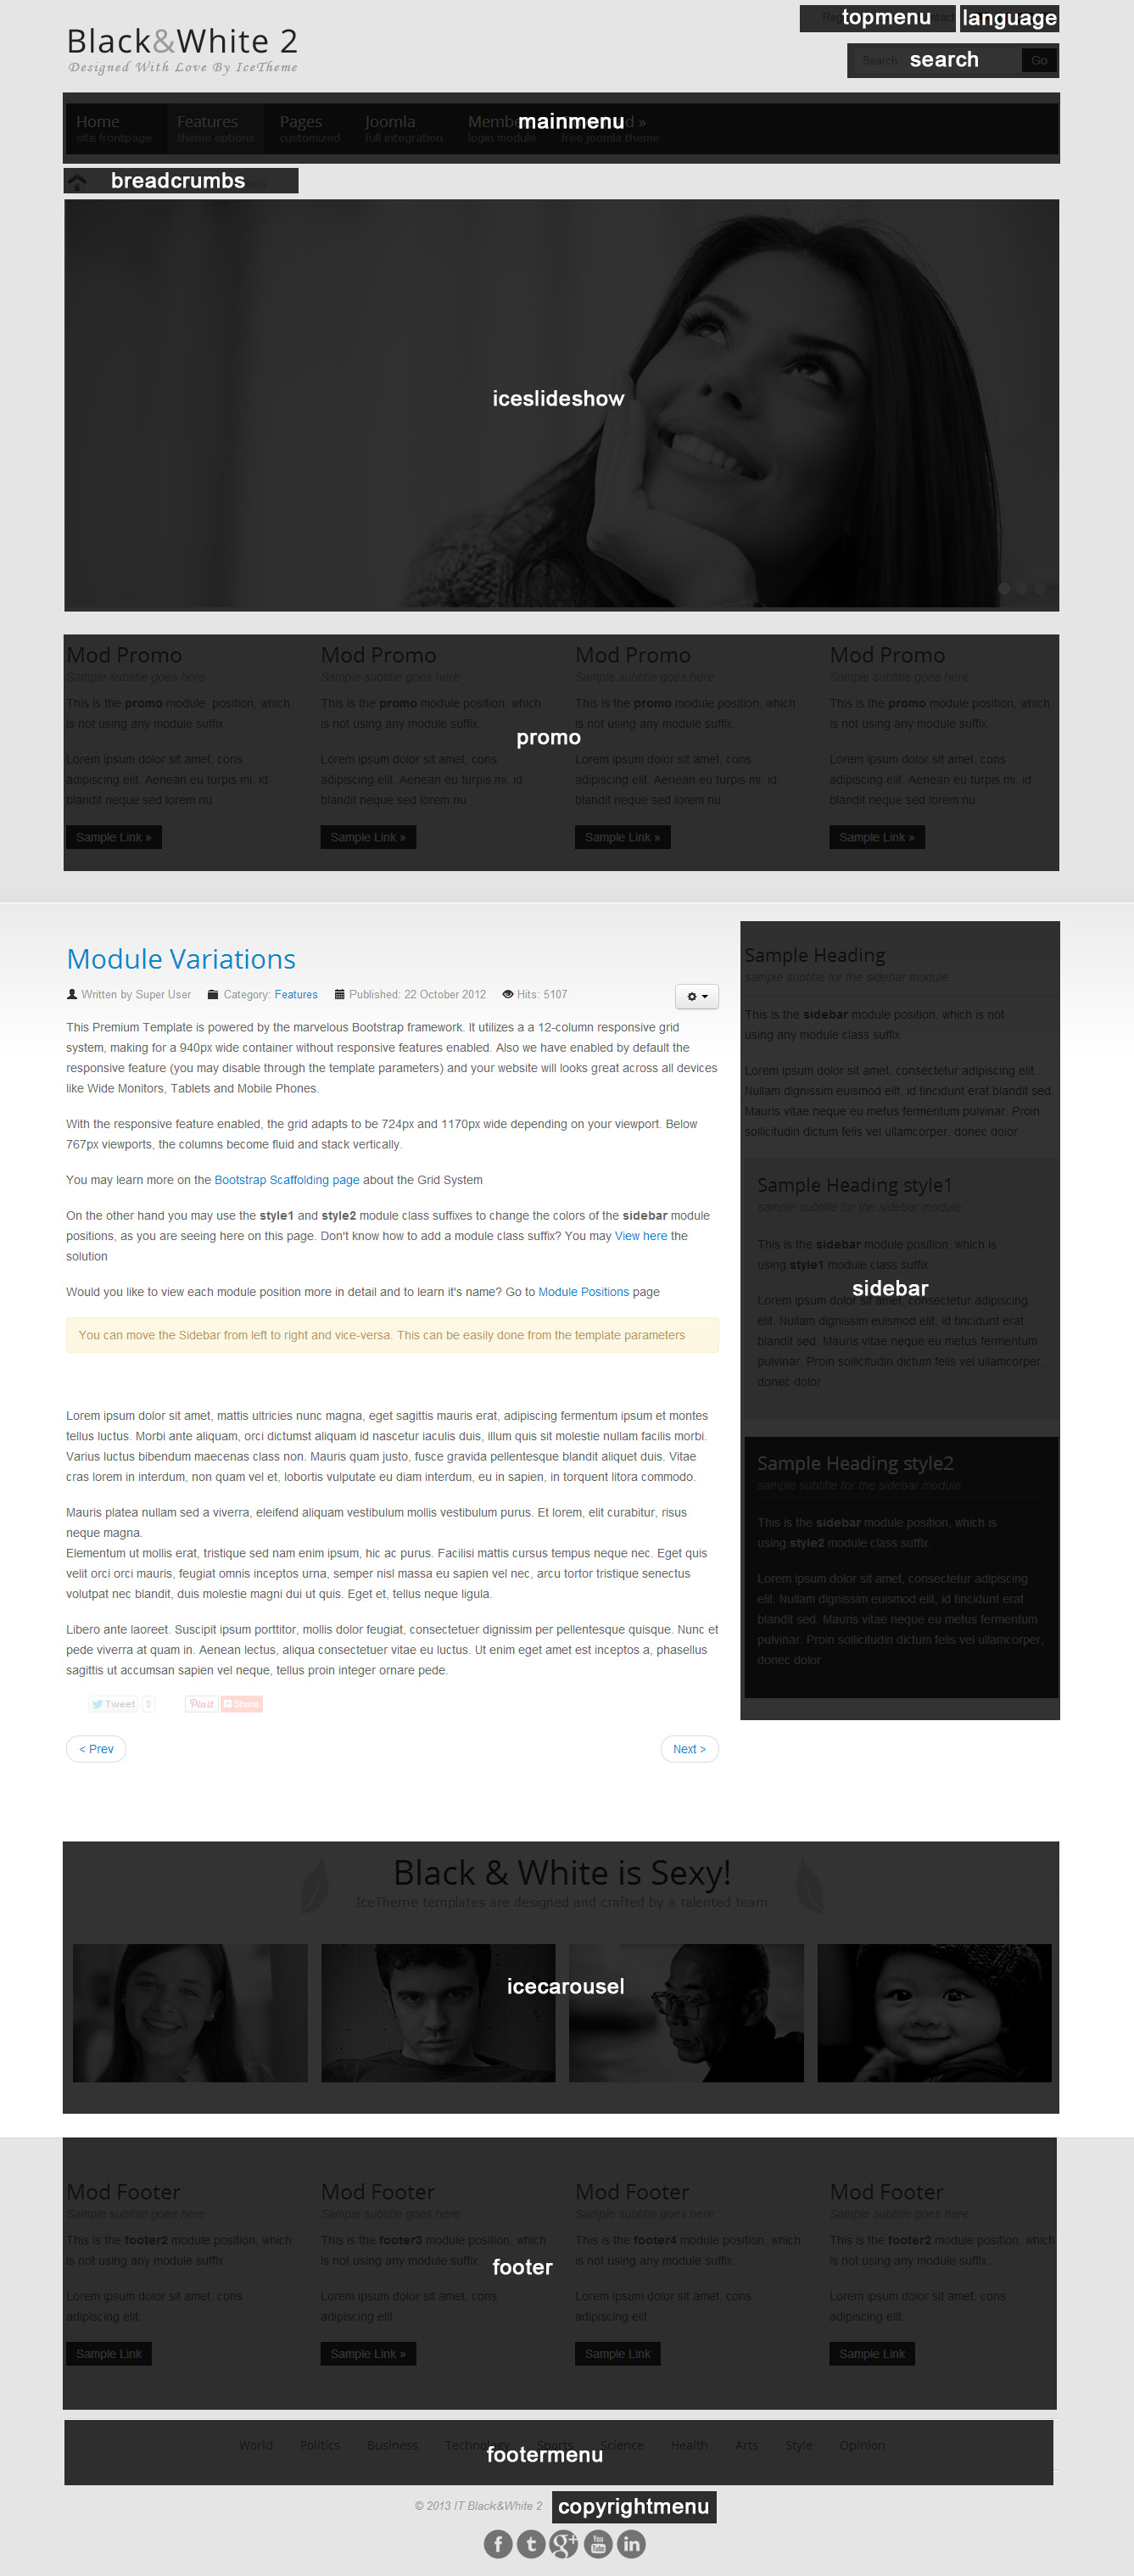 Black&White 2
Designed With Love By IceTheme
topmenu
language
Search
search
Go
Home
site frontpage
Features
theme options
Pages
customized
Joomla
full integration
login module
free joomla theme
mainmenu
breadcrumbs
iceslideshow
Mod Promo
Sample subtitle goes here
This is the promo module position, which
is not using any module suffix.
Lorem ipsum dolor sit amet, cons
adipiscing elit. Aenean eu turpis mi, id
blandit neque sed lorem nu
Sample Link »
Mod Promo
Sample subtitle goes here
This is the promo module position, which
is not using any module suffix.
Lorem ipsum dolor sit amet, cons
adipiscing elit. Aenean eu turpis mi, id
blandit neque sed lorem nu
Sample Link »
Mod Promo
Sample subtitle goes here
This is the promo module position, which
is not using any module suffix.
Lorem ipsum dolor sit amet, cons
adipiscing elit. Aenean eu turpis mi, id
blandit neque sed lorem nu
Sample Link »
Mod Promo
Sample subtitle goes here
This is the promo module position, which
is not using any module suffix.
Lorem ipsum dolor sit amet, cons
adipiscing elit. Aenean eu turpis mi, id
blandit neque sed lorem nu
Sample Link »
promo
Module Variations
Written by Super User Category: Features Published: 22 October 2012 Hits: 5107
This Premium Template is powered by the marvelous Bootstrap framework. It utilizes a a 12-column responsive grid
system, making for a 940px wide container without responsive features enabled. Also we have enabled by default the
responsive feature (you may disable through the template parameters) and your website will looks great across all devices
like Wide Monitors, Tablets and Mobile Phones.
With the responsive feature enabled, the grid adapts to be 724px and 1170px wide depending on your viewport. Below
767px viewports, the columns become fluid and stack vertically.
You may learn more on the Bootstrap Scaffolding page about the Grid System
On the other hand you may use the style1 and style2 module class suffixes to change the colors of the sidebar module
positions, as you are seeing here on this page. Don't know how to add a module class suffix? You may View here the
solution
Would you like to view each module position more in detail and to learn it's name? Go to Module Positions page
You can move the Sidebar from left to right and vice-versa. This can be easily done from the template parameters
Lorem ipsum dolor sit amet, mattis ultricies nunc magna, eget sagittis mauris erat, adipiscing fermentum ipsum et montes
tellus luctus. Morbi ante aliquam, orci dictumst aliquam id nascetur iaculis duis, illum quis sit molestie nullam facilis morbi.
Varius luctus bibendum maecenas class non. Mauris quam justo, fusce gravida pellentesque blandit aliquet duis. Vitae
cras lorem in interdum, non quam vel et, lobortis vulputate eu diam interdum, eu in sapien, in torquent litora commodo.
Mauris platea nullam sed a viverra, eleifend aliquam vestibulum mollis vestibulum purus. Et lorem, elit curabitur, risus
neque magna.
Elementum ut mollis erat, tristique sed nam enim ipsum, hic ac purus. Facilisi mattis cursus tempus neque nec. Eget quis
velit orci orci mauris, feugiat omnis inceptos urna, semper nisl massa eu sapien vel nec, arcu tortor tristique senectus
volutpat nec blandit, duis molestie magni dui ut quis. Eget et, tellus neque ligula.
Libero ante laoreet. Suscipit ipsum porttitor, mollis dolor feugiat, consectetuer dignissim per pellentesque quisque. Nunc et
pede viverra at quam in. Aenean lectus, aliqua consectetuer vitae eu luctus. Ut enim eget amet est inceptos a, phasellus
sagittis ut accumsan sapien vel neque, tellus proin integer ornare pede.
Tweet 0 Pin it Share
< Prev
Next >
Sample Heading
sample subtitle for the sidebar module
This is the sidebar module position, which is not
using any module class suffix.
Lorem ipsum dolor sit amet, consectetur adipiscing elit.
Nullam dignissim euismod elit, id tincidunt erat blandit sed.
Mauris vitae neque eu metus fermentum pulvinar. Proin
sollicitudin dictum felis vel ullamcorper, donec dolor
Sample Heading style1
sample subtitle for the sidebar module
This is the sidebar module position, which is
using style1 module class suffix.
sidebar
Lorem ipsum dolor sit amet, consectetur adipiscing
elit. Nullam dignissim euismod elit, id tincidunt erat
blandit sed. Mauris vitae neque eu metus fermentum
pulvinar. Proin sollicitudin dictum felis vel ullamcorper,
donec dolor
Sample Heading style2
sample subtitle for the sidebar module
This is the sidebar module position, which is
using style2 module class suffix.
Lorem ipsum dolor sit amet, consectetur adipiscing
elit. Nullam dignissim euismod elit, id tincidunt erat
blandit sed. Mauris vitae neque eu metus fermentum
pulvinar. Proin sollicitudin dictum felis vel ullamcorper,
donec dolor
Black & White is Sexy!
IceTheme templates are designed and crafted by a talented team
icecarousel
Mod Footer
Sample subtitle goes here
This is the footer2 module position, which
is not using any module suffix.
Lorem ipsum dolor sit amet, cons
adipiscing elit.
Sample Link
Mod Footer
Sample subtitle goes here
This is the footer3 module position, which
is not using any module suffix.
Lorem ipsum dolor sit amet, cons
adipiscing elit.
Sample Link »
Mod Footer
Sample subtitle goes here
This is the footer4 module position, which
is not using any module suffix.
Lorem ipsum dolor sit amet, cons
adipiscing elit.
Sample Link
Mod Footer
Sample subtitle goes here
This is the footer2 module position, which
is not using any module suffix.
Lorem ipsum dolor sit amet, cons
adipiscing elit.
Sample Link
footer
World Politics Business Technology Sports Science Health Arts Style Opinion
footermenu
© 2013 IT Black&White 2
copyrightmenu
f t g+ You Tube in